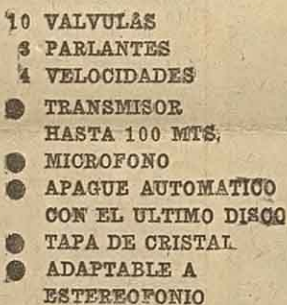 10 VALVULAS
3 PARLANTES
4 VELOCIDADES
● TRANSMISOR
HASTA 100 MTS.
● MICROFONO
● APAGUE AUTOMATICO
CON EL ULTIMO DISCO
● TAPA DE CRISTAL
● ADAPTABLE A
ESTEREOFONIO